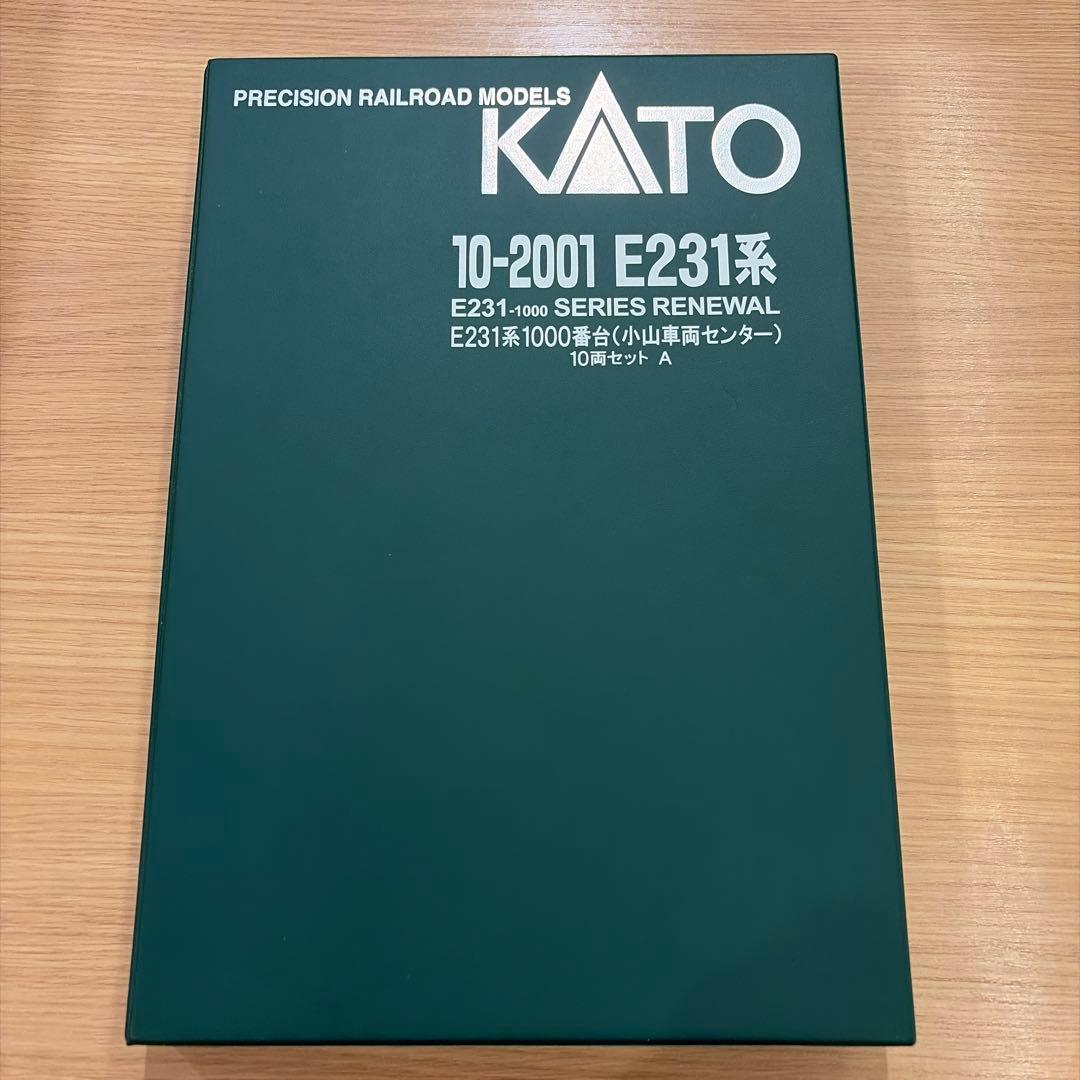 PRECISION RAILROAD MODELS
KATO
10-2001 E231系
E231-1000 SERIES RENEWAL
E231系1000番台(小山車両センター)
10両セット A